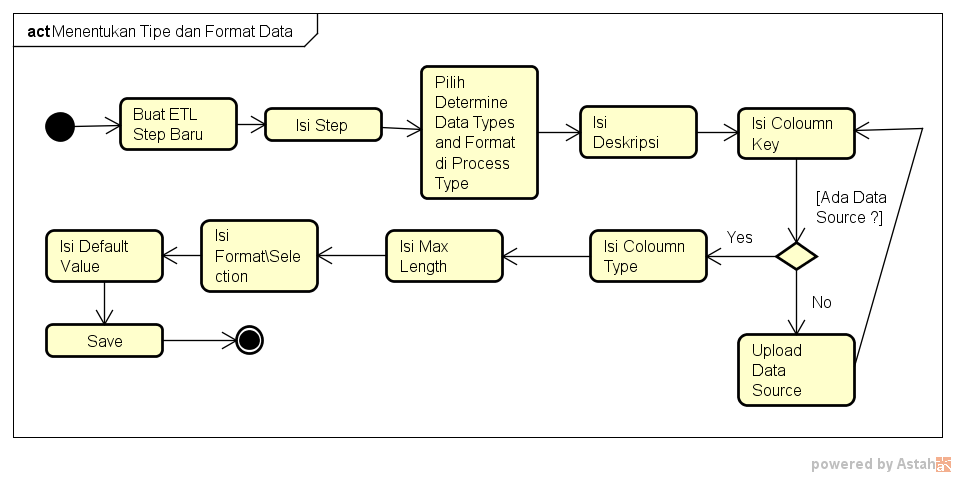 act Menentukan Tipe dan Format Data
Buat ETL
Step Baru
Isi Step
Pilih
Determine
Data Types
and Format
di Process
Type
Isi
Deskripsi
Isi Coloumn
Key
[Ada Data
Source ?]
Yes
No
Isi Coloumn
Type
Isi Max
Length
Isi
Format\Sele
ction
Isi Default
Value
Save
Upload
Data
Source
powered by Astah